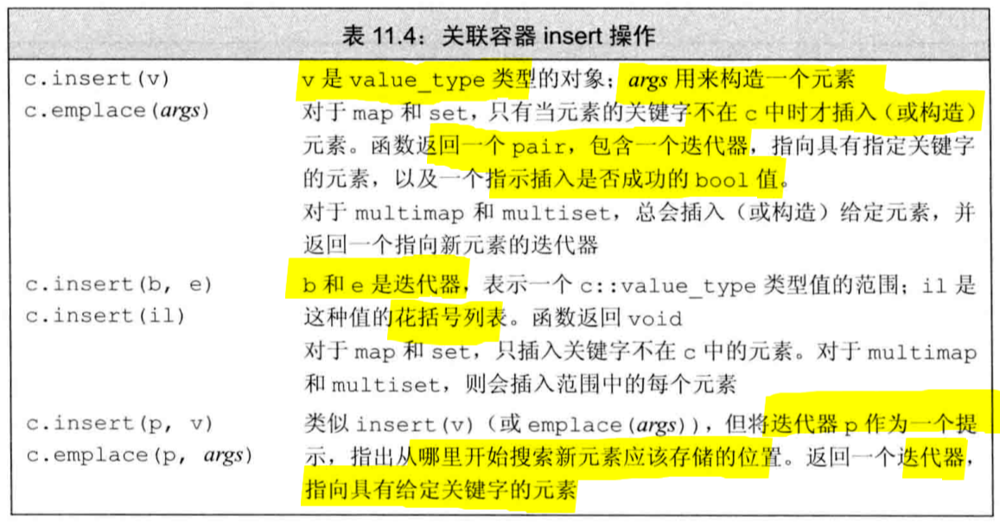 表 11.4：关联容器 insert 操作
c.insert(v) v 是 value_type 类型的对象；args 用来构造一个元素
c.emplace(args) 对于 map 和 set，只有当元素的关键字不在 c 中时才插入（或构造）
元素。函数返回一个 pair，包含一个迭代器，指向具有指定关键字
的元素，以及一个指示插入是否成功的 bool 值。
对于 multimap 和 multiset，总会插入（或构造）给定元素，并
返回一个指向新元素的迭代器
c.insert(b, e) b 和 e 是迭代器，表示一个 c::value_type 类型值的范围；il 是
c.insert(il) 这种值的花括号列表。函数返回 void
对于 map 和 set，只插入关键字不在 c 中的元素。对于 multimap
和 multiset，则会插入范围中的每个元素
c.insert(p, v) 类似 insert(v)（或 emplace(args)），但将迭代器 p 作为一个提
c.emplace(p, args) 示，指出从哪里开始搜索新元素应该存储的位置。返回一个迭代器，
指向具有给定关键字的元素